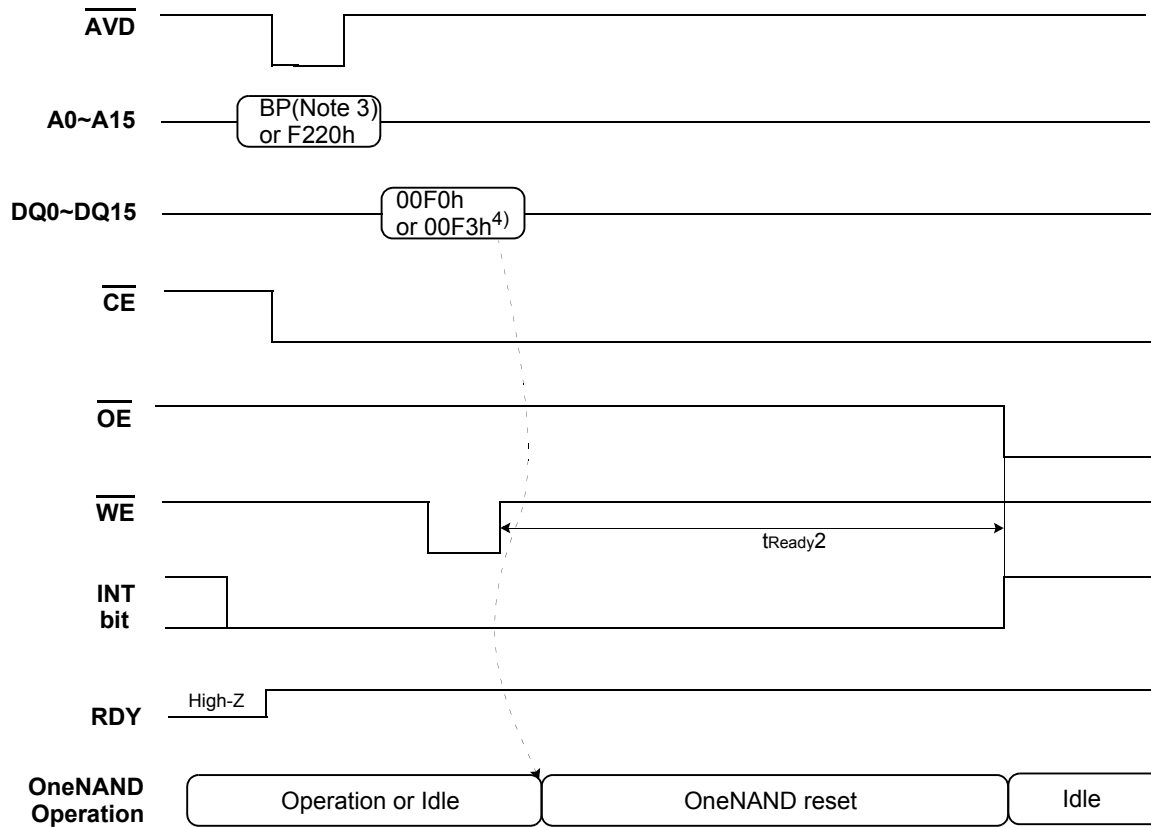 AVD
A0~A15
BP(Note 3)
or F220h
DQ0~DQ15
00F0h
or 00F3h4)
CE
OE
WE
tReady2
INT
bit
High-Z
RDY
OneNAND
Operation
Operation or Idle
OneNAND reset
Idle